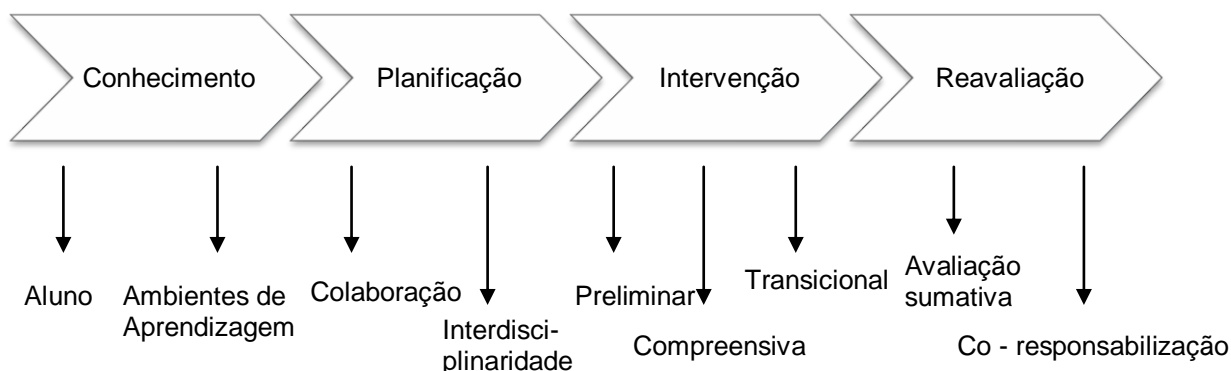 Conhecimento
Planificação
Intervenção
Reavaliação
Aluno
Ambientes de
Aprendizagem
Colaboração
Interdisci-
plinaridade
Preliminar
Compreensiva
Transicional
Avaliação
sumativa
Co - responsabilização